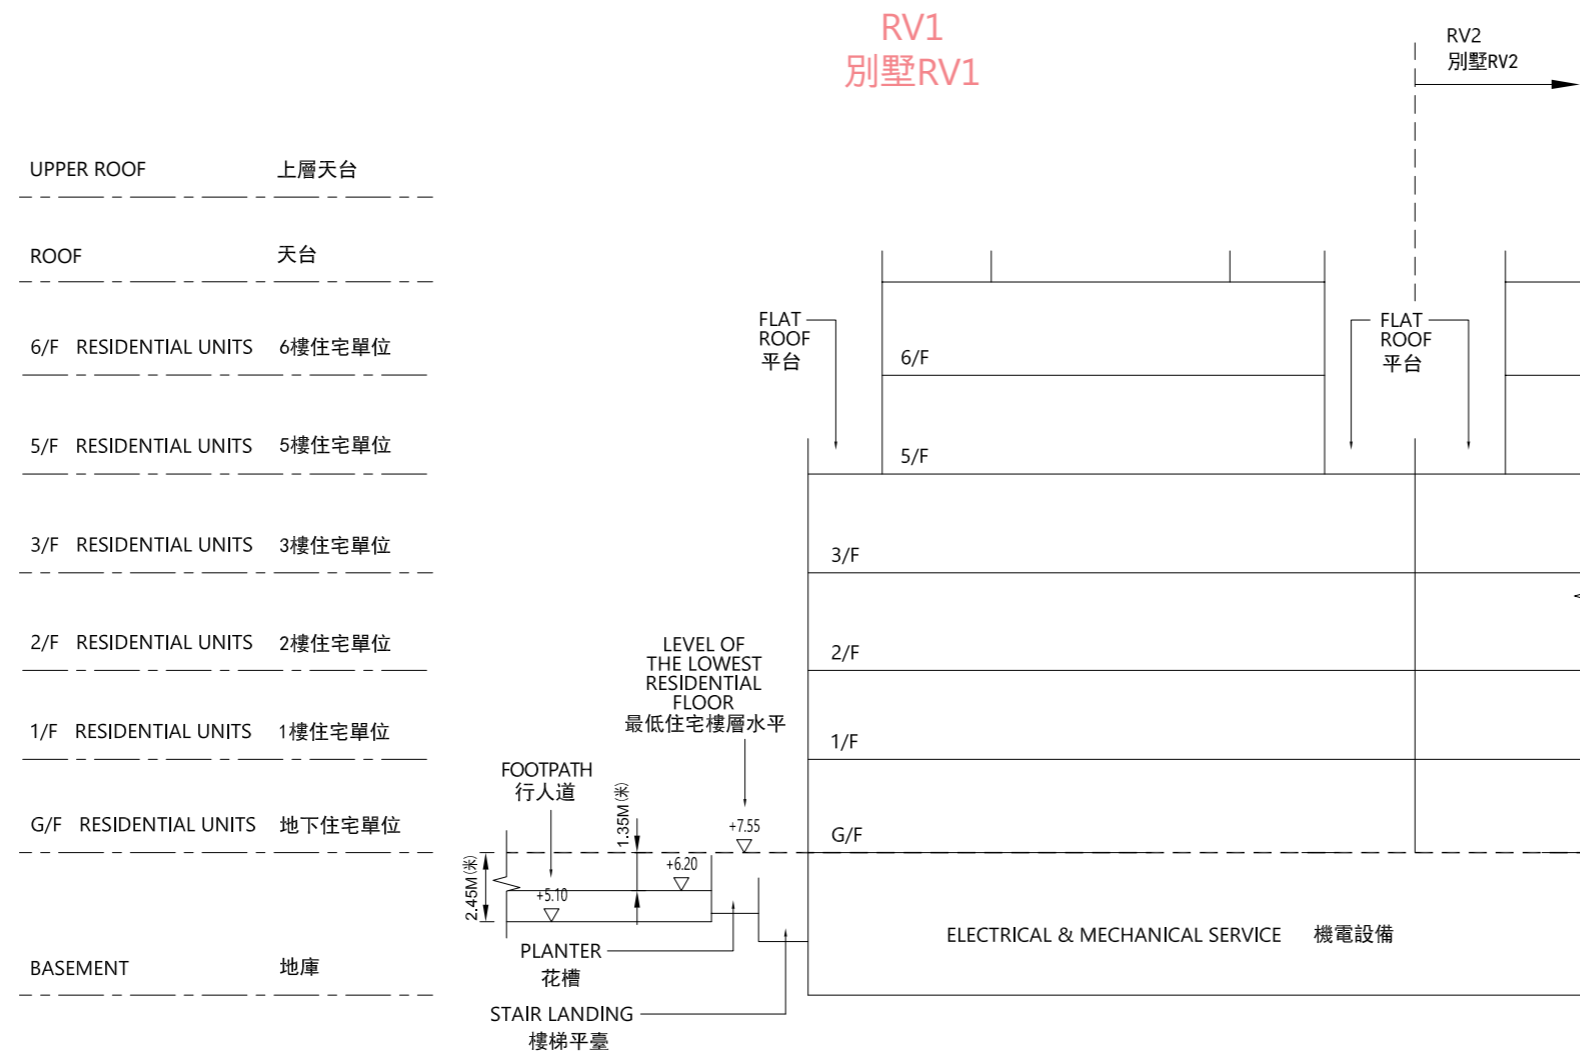 RV1
別墅RV1
RV2
別墅RV2
UPPER ROOF 上層天台
ROOF 天台
6/F RESIDENTIAL UNITS 6樓住宅單位
5/F RESIDENTIAL UNITS 5樓住宅單位
3/F RESIDENTIAL UNITS 3樓住宅單位
2/F RESIDENTIAL UNITS 2樓住宅單位
1/F RESIDENTIAL UNITS 1樓住宅單位
G/F RESIDENTIAL UNITS 地下住宅單位
BASEMENT 地庫
FLAT
ROOF
平台
FLAT
ROOF
平台
6/F
5/F
3/F
2/F
1/F
G/F
LEVEL OF
THE LOWEST
RESIDENTIAL
FLOOR
最低住宅樓層水平
FOOTPATH
行人道
1.35M(米)
+7.55
+6.20
+5.10
2.45M(米)
PLANTER
花槽
STAIR LANDING
樓梯平臺
ELECTRICAL & MECHANICAL SERVICE 機電設備